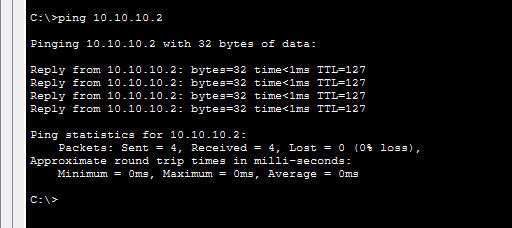 C:\>ping 10.10.10.2
Pinging 10.10.10.2 with 32 bytes of data:
Reply from 10.10.10.2: bytes=32 time<1ms TTL=127
Reply from 10.10.10.2: bytes=32 time<1ms TTL=127
Reply from 10.10.10.2: bytes=32 time<1ms TTL=127
Reply from 10.10.10.2: bytes=32 time<1ms TTL=127
Ping statistics for 10.10.10.2:
    Packets: Sent = 4, Received = 4, Lost = 0 (0% loss),
Approximate round trip times in milli-seconds:
    Minimum = 0ms, Maximum = 0ms, Average = 0ms
C:\>